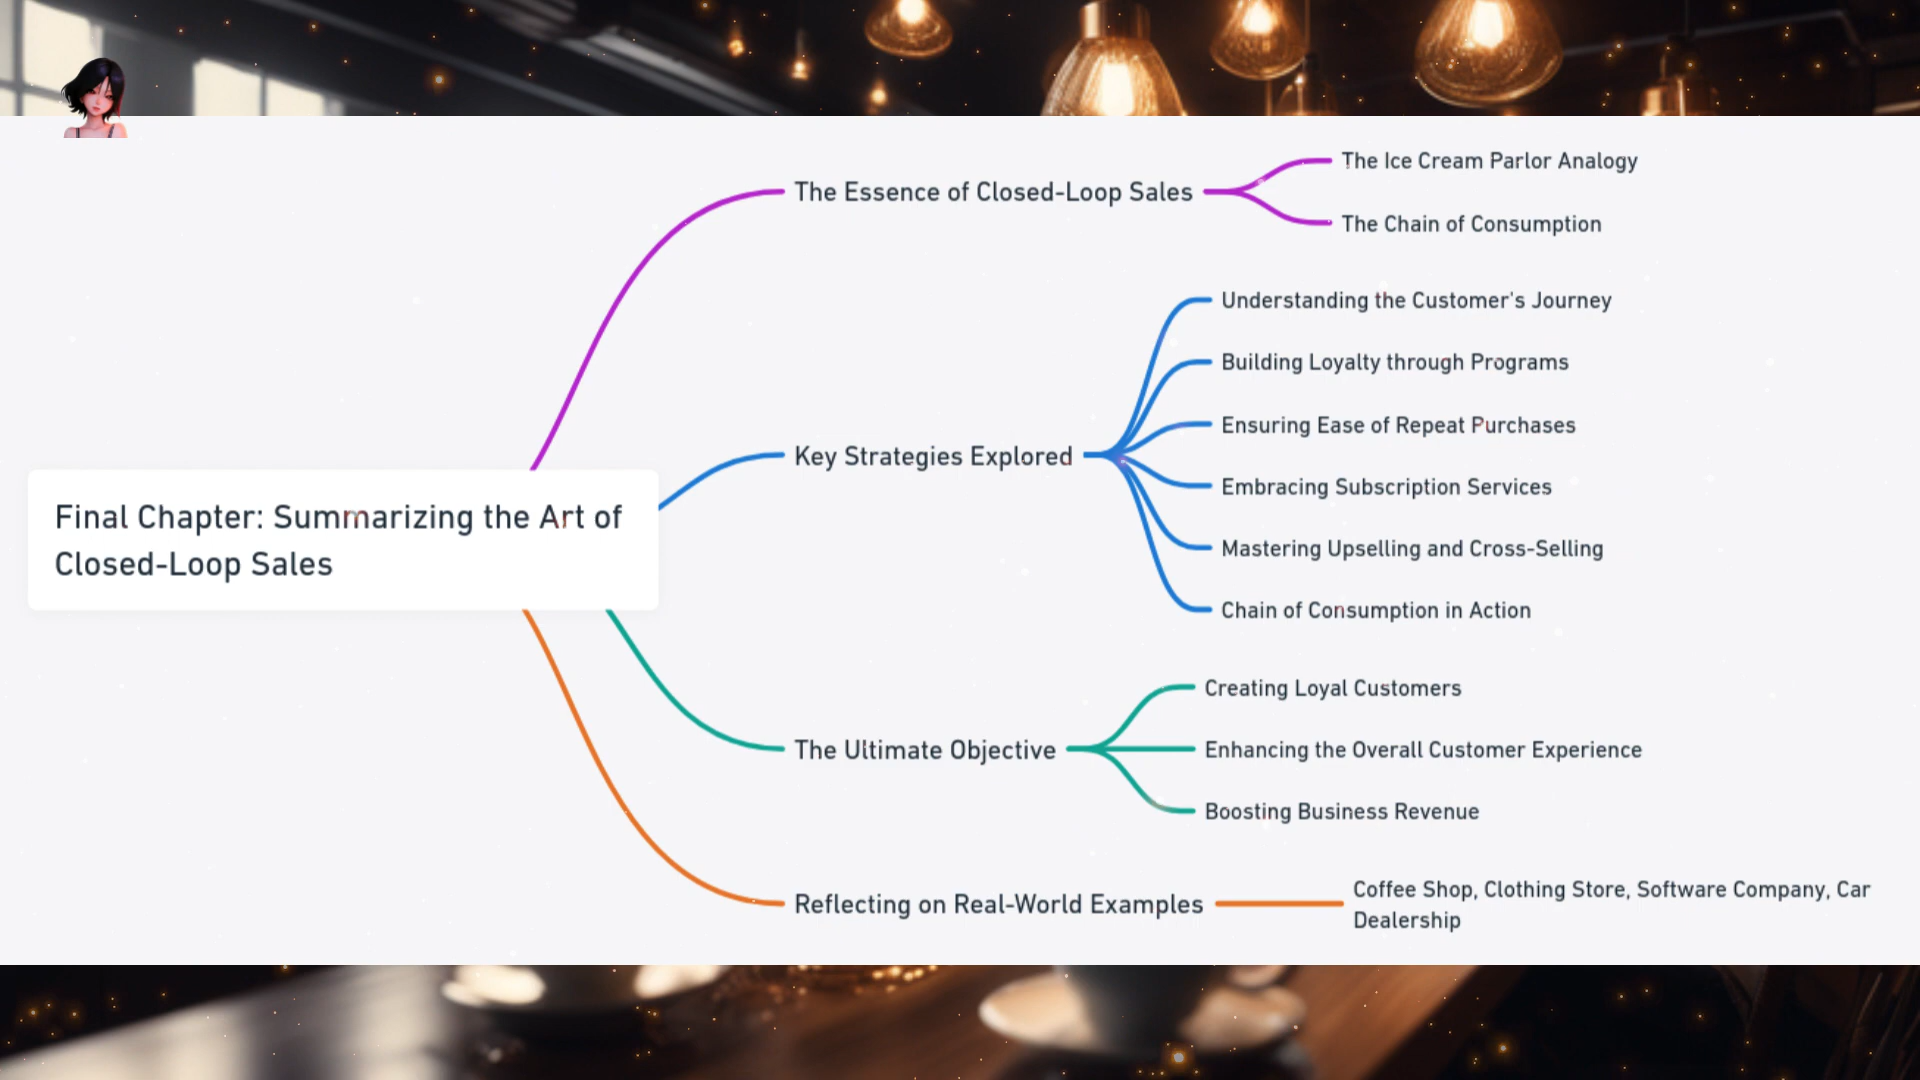 The Ice Cream Parlor Analogy
The Essence of Closed-Loop Sales
The Chain of Consumption
Understanding the Customer's Journey
Building Loyalty through Programs
Ensuring Ease of Repeat Purchases
Key Strategies Explored
Embracing Subscription Services
Final Chapter: Summarizing the Art of
Closed-Loop Sales
Mastering Upselling and Cross-Selling
Chain of Consumption in Action
Creating Loyal Customers
The Ultimate Objective
Enhancing the Overall Customer Experience
Boosting Business Revenue
Reflecting on Real-World Examples
Coffee Shop, Clothing Store, Software Company, Car
Dealership